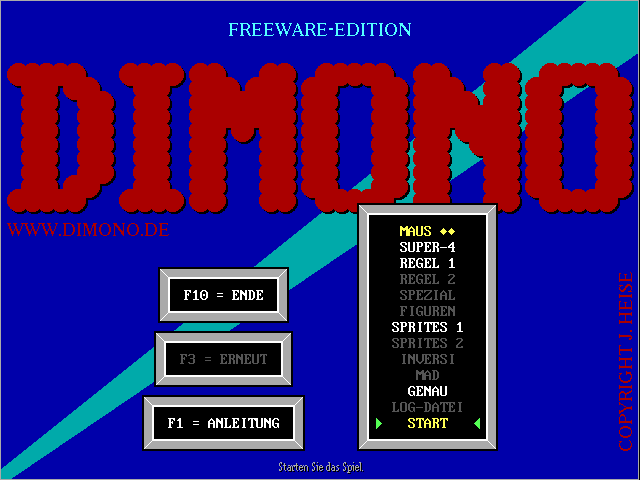 FREEWARE-EDITION
DIMONO
WWW.DIMONO.DE
MAUS ◆◆
SUPER-4
REGEL 1
REGEL 2
SPEZIAL
FIGUREN
SPRITES 1
SPRITES 2
INVERSI
MAD
GENAU
LOG-DATEI
START
F10 = ENDE
F3 = ERNEUT
F1 = ANLEITUNG
COPYRIGHT J. HEISE
Starten Sie das Spiel.